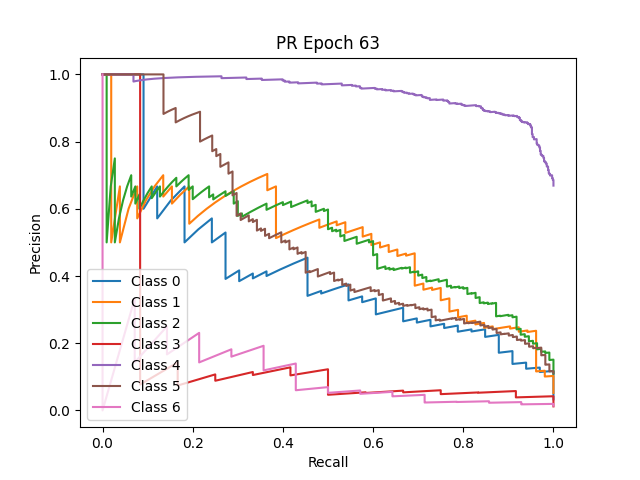 PR Epoch 63
Precision
1.0
0.8
0.6
0.4
0.2
0.0
Class 0
Class 1
Class 2
Class 3
Class 4
Class 5
Class 6
0.0 0.2 0.4 0.6 0.8 1.0
Recall